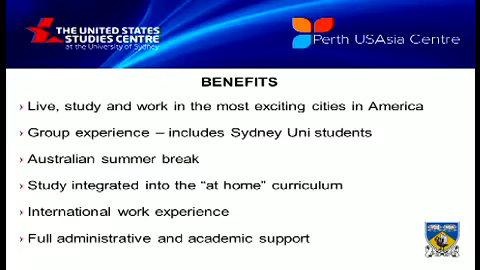 THE UNITED STATES
STUDIES CENTRE
at the University of Sydney
Perth USAsia Centre
BENEFITS
› Live, study and work in the most exciting cities in America
› Group experience – includes Sydney Uni students
› Australian summer break
› Study integrated into the “at home” curriculum
› International work experience
› Full administrative and academic support